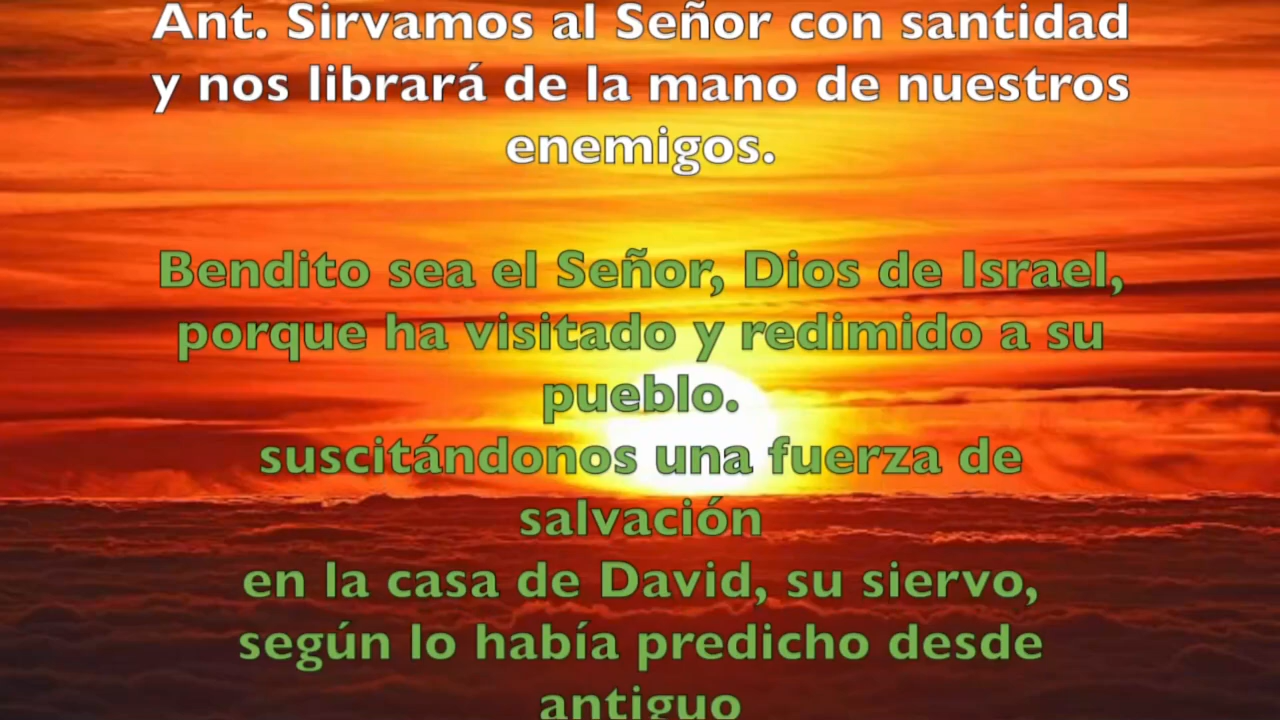 Ant. Sirvamos al Señor con santidad
y nos librará de la mano de nuestros
enemigos.
Bendito sea el Señor, Dios de Israel,
porque ha visitado y redimido a su
pueblo.
suscitándonos una fuerza de
salvación
en la casa de David, su siervo,
según lo había predicho desde
antiguo